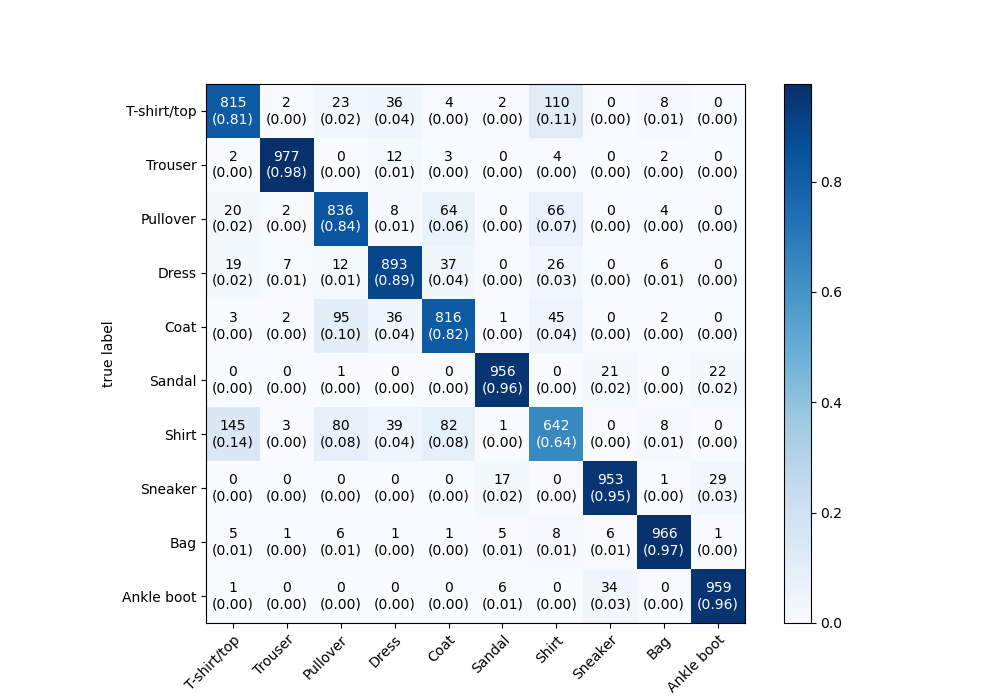 T-shirt/top 815 2 23 36 4 2 110 0 8 0
(0.81) (0.00) (0.02) (0.04) (0.00) (0.00) (0.11) (0.00) (0.01) (0.00)
Trouser 2 977 0 12 3 0 4 0 2 0
(0.00) (0.98) (0.00) (0.01) (0.00) (0.00) (0.00) (0.00) (0.00) (0.00)
0.8
Pullover 20 2 836 8 64 0 66 0 4 0
(0.02) (0.00) (0.84) (0.01) (0.06) (0.00) (0.07) (0.00) (0.00) (0.00)
Dress 19 7 12 893 37 0 26 0 6 0
(0.02) (0.01) (0.01) (0.89) (0.04) (0.00) (0.03) (0.00) (0.01) (0.00)
0.6
Coat 3 2 95 36 816 1 45 0 2 0
(0.00) (0.00) (0.10) (0.04) (0.82) (0.00) (0.04) (0.00) (0.00) (0.00)
true label
Sandal 0 0 1 0 0 956 0 21 0 22
(0.00) (0.00) (0.00) (0.00) (0.00) (0.96) (0.00) (0.02) (0.00) (0.02)
0.4
Shirt 145 3 80 39 82 1 642 0 8 0
(0.14) (0.00) (0.08) (0.04) (0.08) (0.00) (0.64) (0.00) (0.01) (0.00)
Sneaker 0 0 0 0 0 17 0 953 1 29
(0.00) (0.00) (0.00) (0.00) (0.00) (0.02) (0.00) (0.95) (0.00) (0.03)
0.2
Bag 5 1 6 1 1 5 8 6 966 1
(0.01) (0.00) (0.01) (0.00) (0.00) (0.01) (0.01) (0.01) (0.97) (0.00)
Ankle boot 1 0 0 0 0 6 0 34 0 959
(0.00) (0.00) (0.00) (0.00) (0.00) (0.01) (0.00) (0.03) (0.00) (0.96)
0.0
T-shirt/top Trouser Pullover Dress Coat Sandal Shirt Sneaker Bag Ankle boot